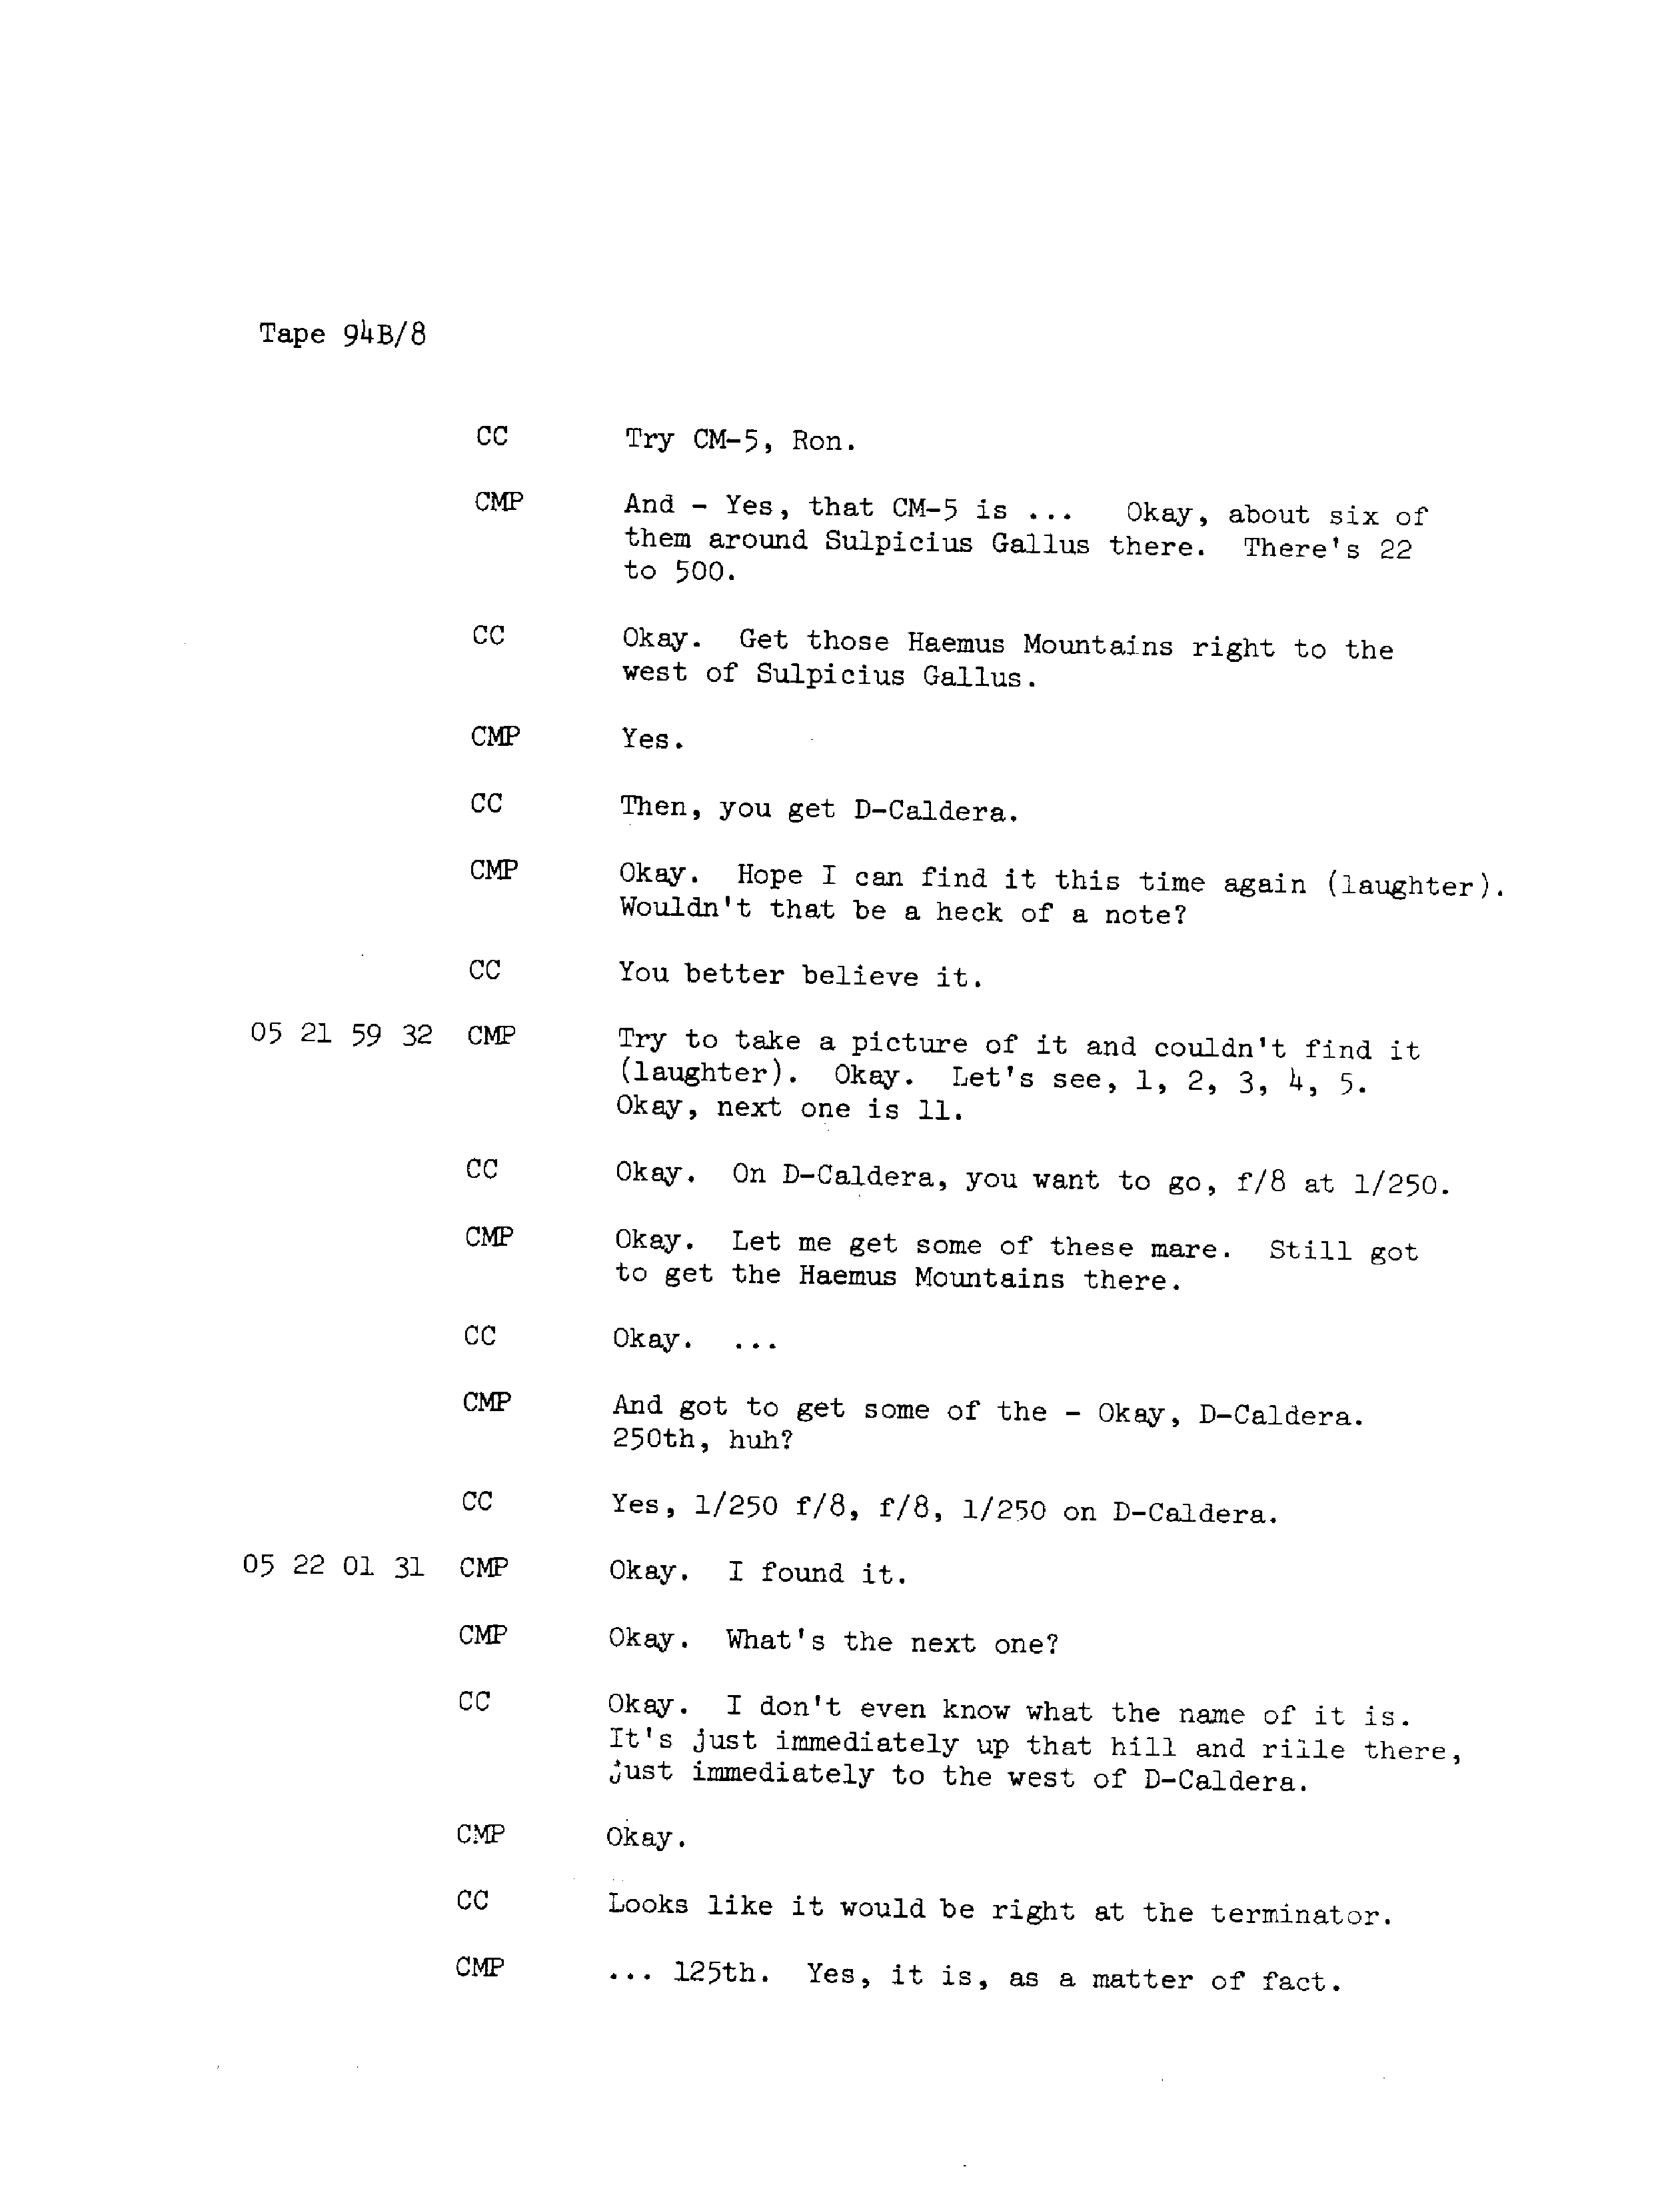 Tape 94B/8
CC Try CM-5, Ron.
CMP And - Yes, that CM-5 is ... Okay, about six of
them around Sulpicius Gallus there. There's 22
to 500.
CC Okay. Get those Haemus Mountains right to the
west of Sulpicius Gallus.
CMP Yes.
CC Then, you get D-Caldera.
CMP Okay. Hope I can find it this time again (laughter).
Wouldn't that be a heck of a note?
CC You better believe it.
05 21 59 32 CMP Try to take a picture of it and couldn't find it
(laughter). Okay. Let's see, 1, 2, 3, 4, 5.
Okay, next one is 11.
CC Okay. On D-Caldera, you want to go, f/8 at 1/250.
CMP Okay. Let me get some of these mare. Still got
to get the Haemus Mountains there.
CC Okay. ...
CMP And got to get some of the - Okay, D-Caldera.
250th, huh?
CC Yes, 1/250 f/8, f/8, 1/250 on D-Caldera.
05 22 01 31 CMP Okay. I found it.
CMP Okay. What's the next one?
CC Okay. I don't even know what the name of it is.
It's just immediately up that hill and rille there,
just immediately to the west of D-Caldera.
CMP Okay.
CC Looks like it would be right at the terminator.
CMP ... 125th. Yes, it is, as a matter of fact.